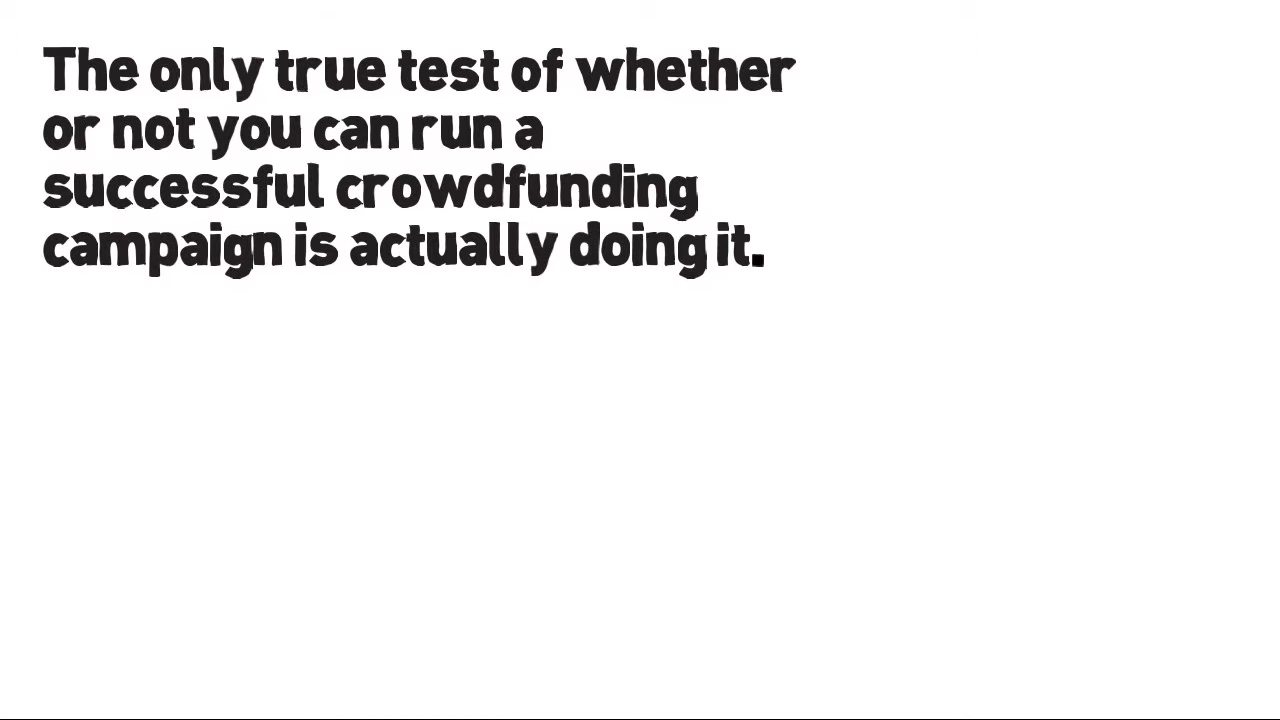 The only true test of whether
or not you can run a
successful crowdfunding
campaign is actually doing it.